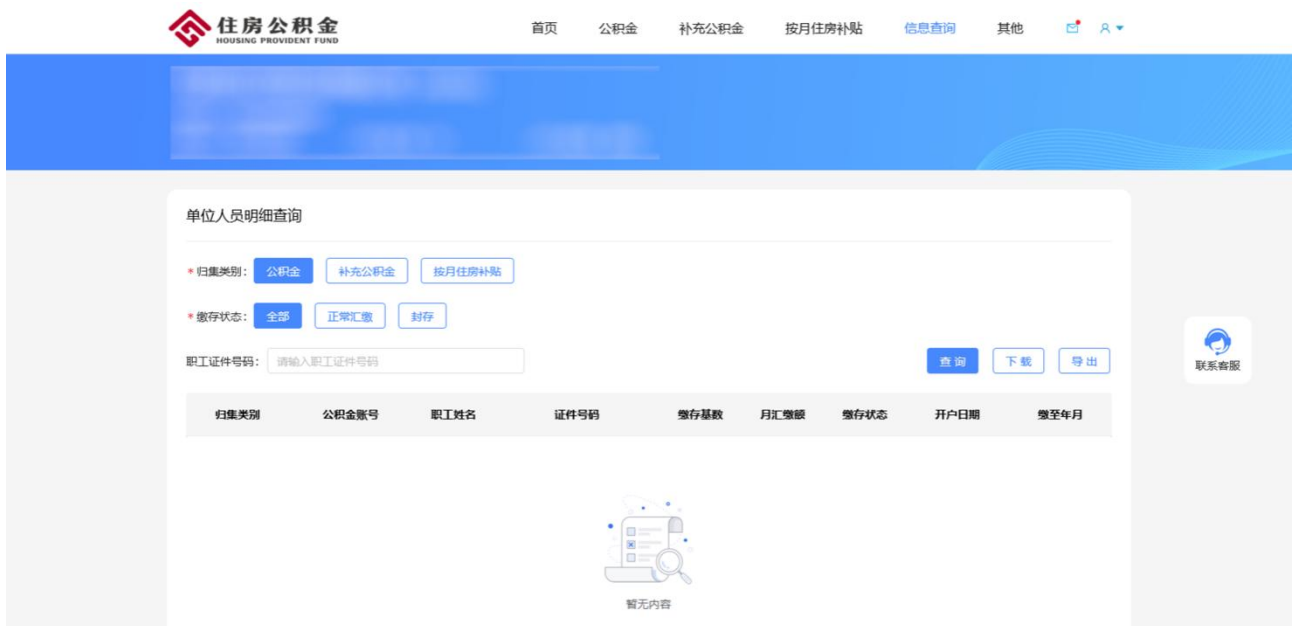 住房公积金
HOUSING PROVIDENT FUND
首页 公积金 补充公积金 按月住房补贴 信息查询 其他
单位人员明细查询
* 归集类别: 公积金 补充公积金 按月住房补贴
* 缴存状态: 全部 正常汇缴 封存
职工证件号码: 请输入职工证件号码 查询 下载 导出
联系客服
归集类别 公积金账号 职工姓名 证件号码 缴存基数 月汇缴额 缴存状态 开户日期 缴至年月
暂无内容